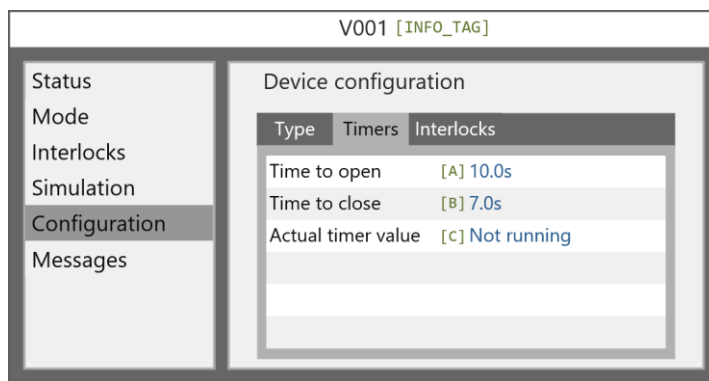 V001 [INFO_TAG]
Status
Mode
Interlocks
Simulation
Configuration
Messages
Device configuration
Type Timers Interlocks
Time to open [A] 10.0s
Time to close [B] 7.0s
Actual timer value [C] Not running